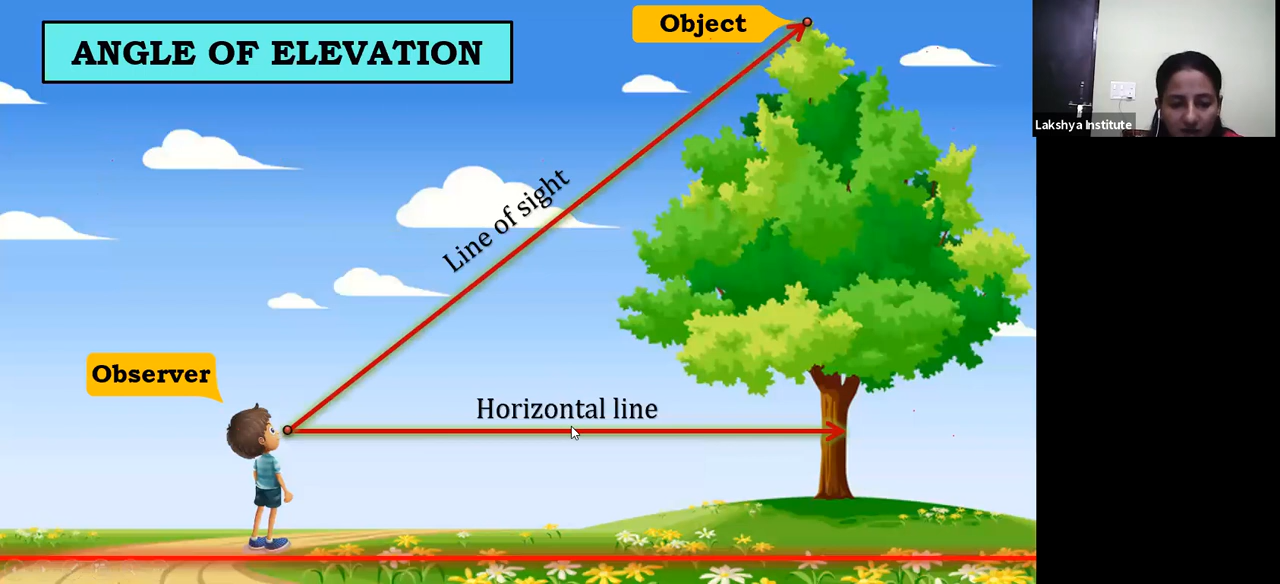 ANGLE OF ELEVATION
Object
Lakshya Institute
Line of sight
Observer
Horizontal line